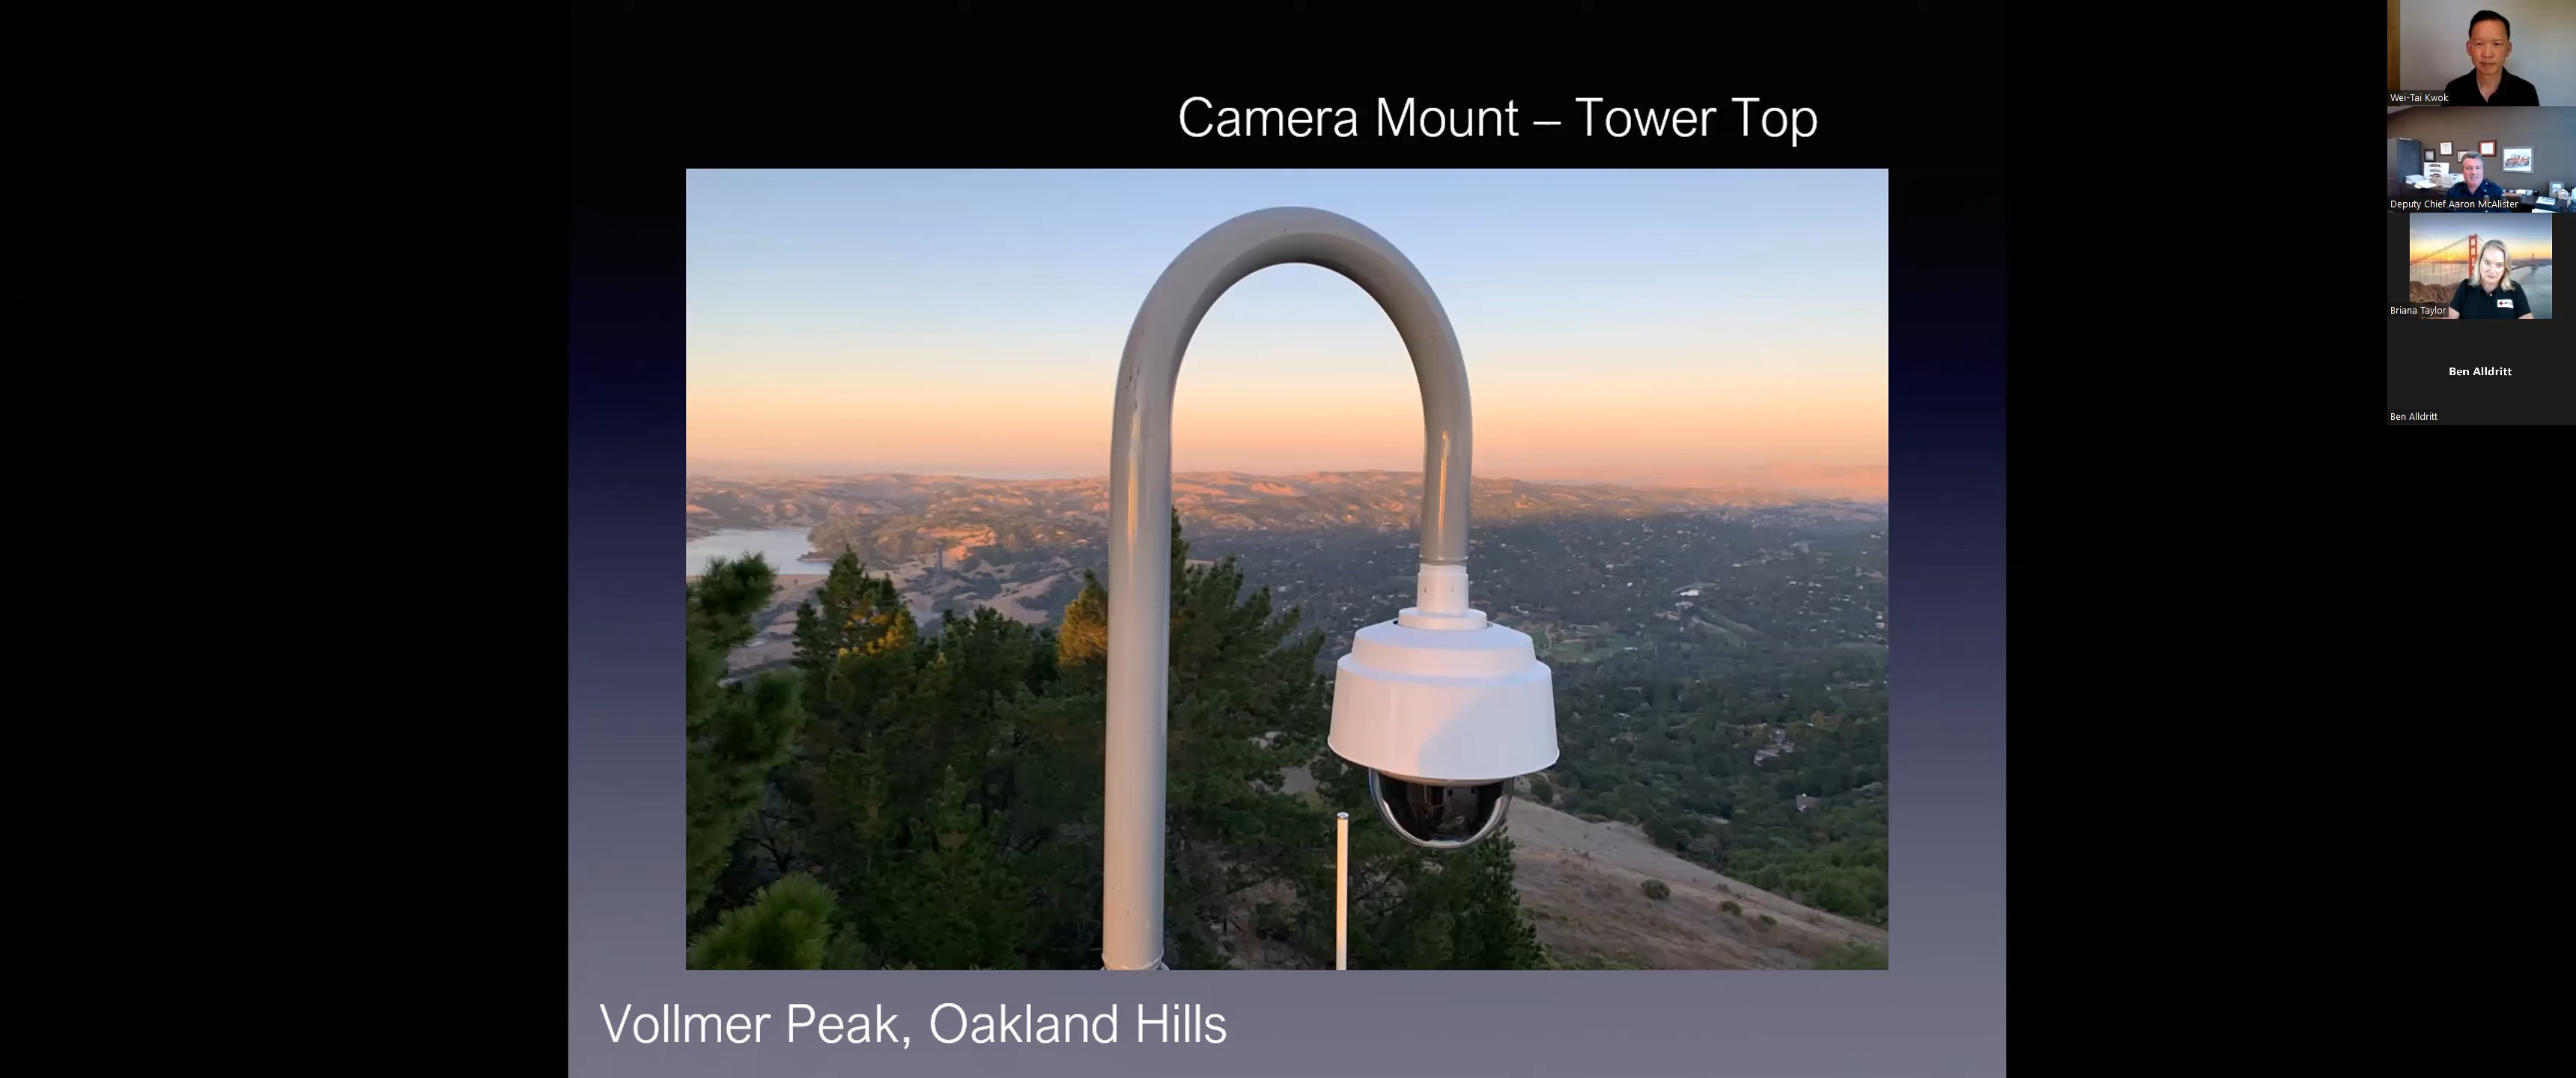 Camera Mount – Tower Top
Vollmer Peak, Oakland Hills
Wei-Tai Kwok
Deputy Chief Aaron McAlister
Briana Taylor
Ben Alldritt
Ben Alldritt